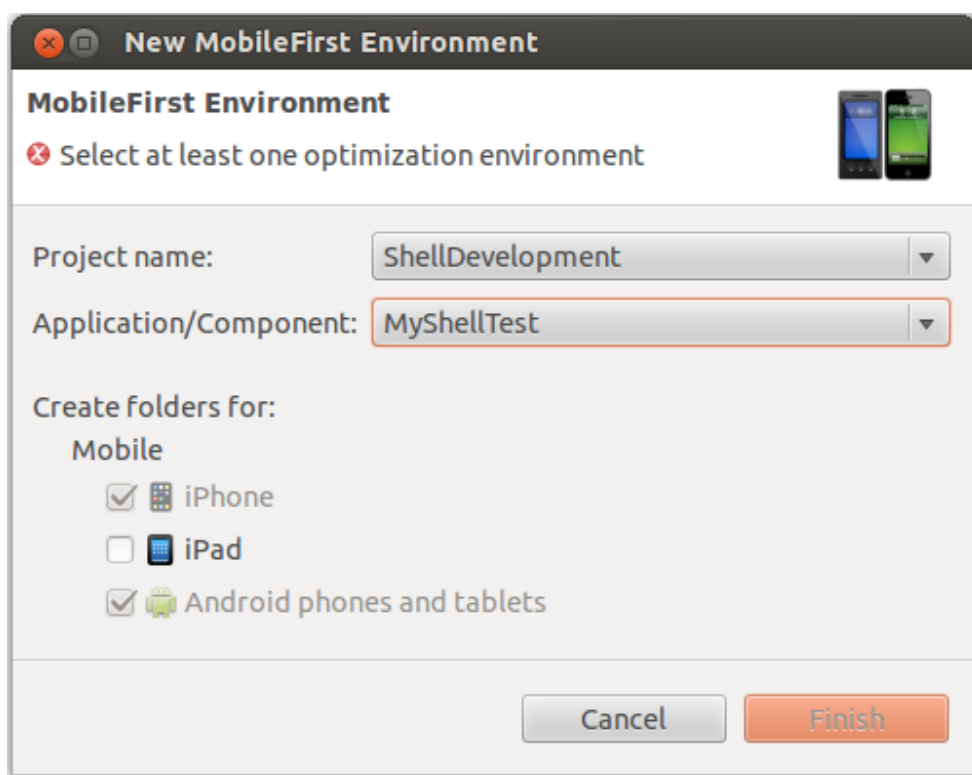 New MobileFirst Environment
MobileFirst Environment
Select at least one optimization environment
Project name: ShellDevelopment
Application/Component: MyShellTest
Create folders for:
Mobile
iPhone
iPad
Android phones and tablets
Cancel Finish